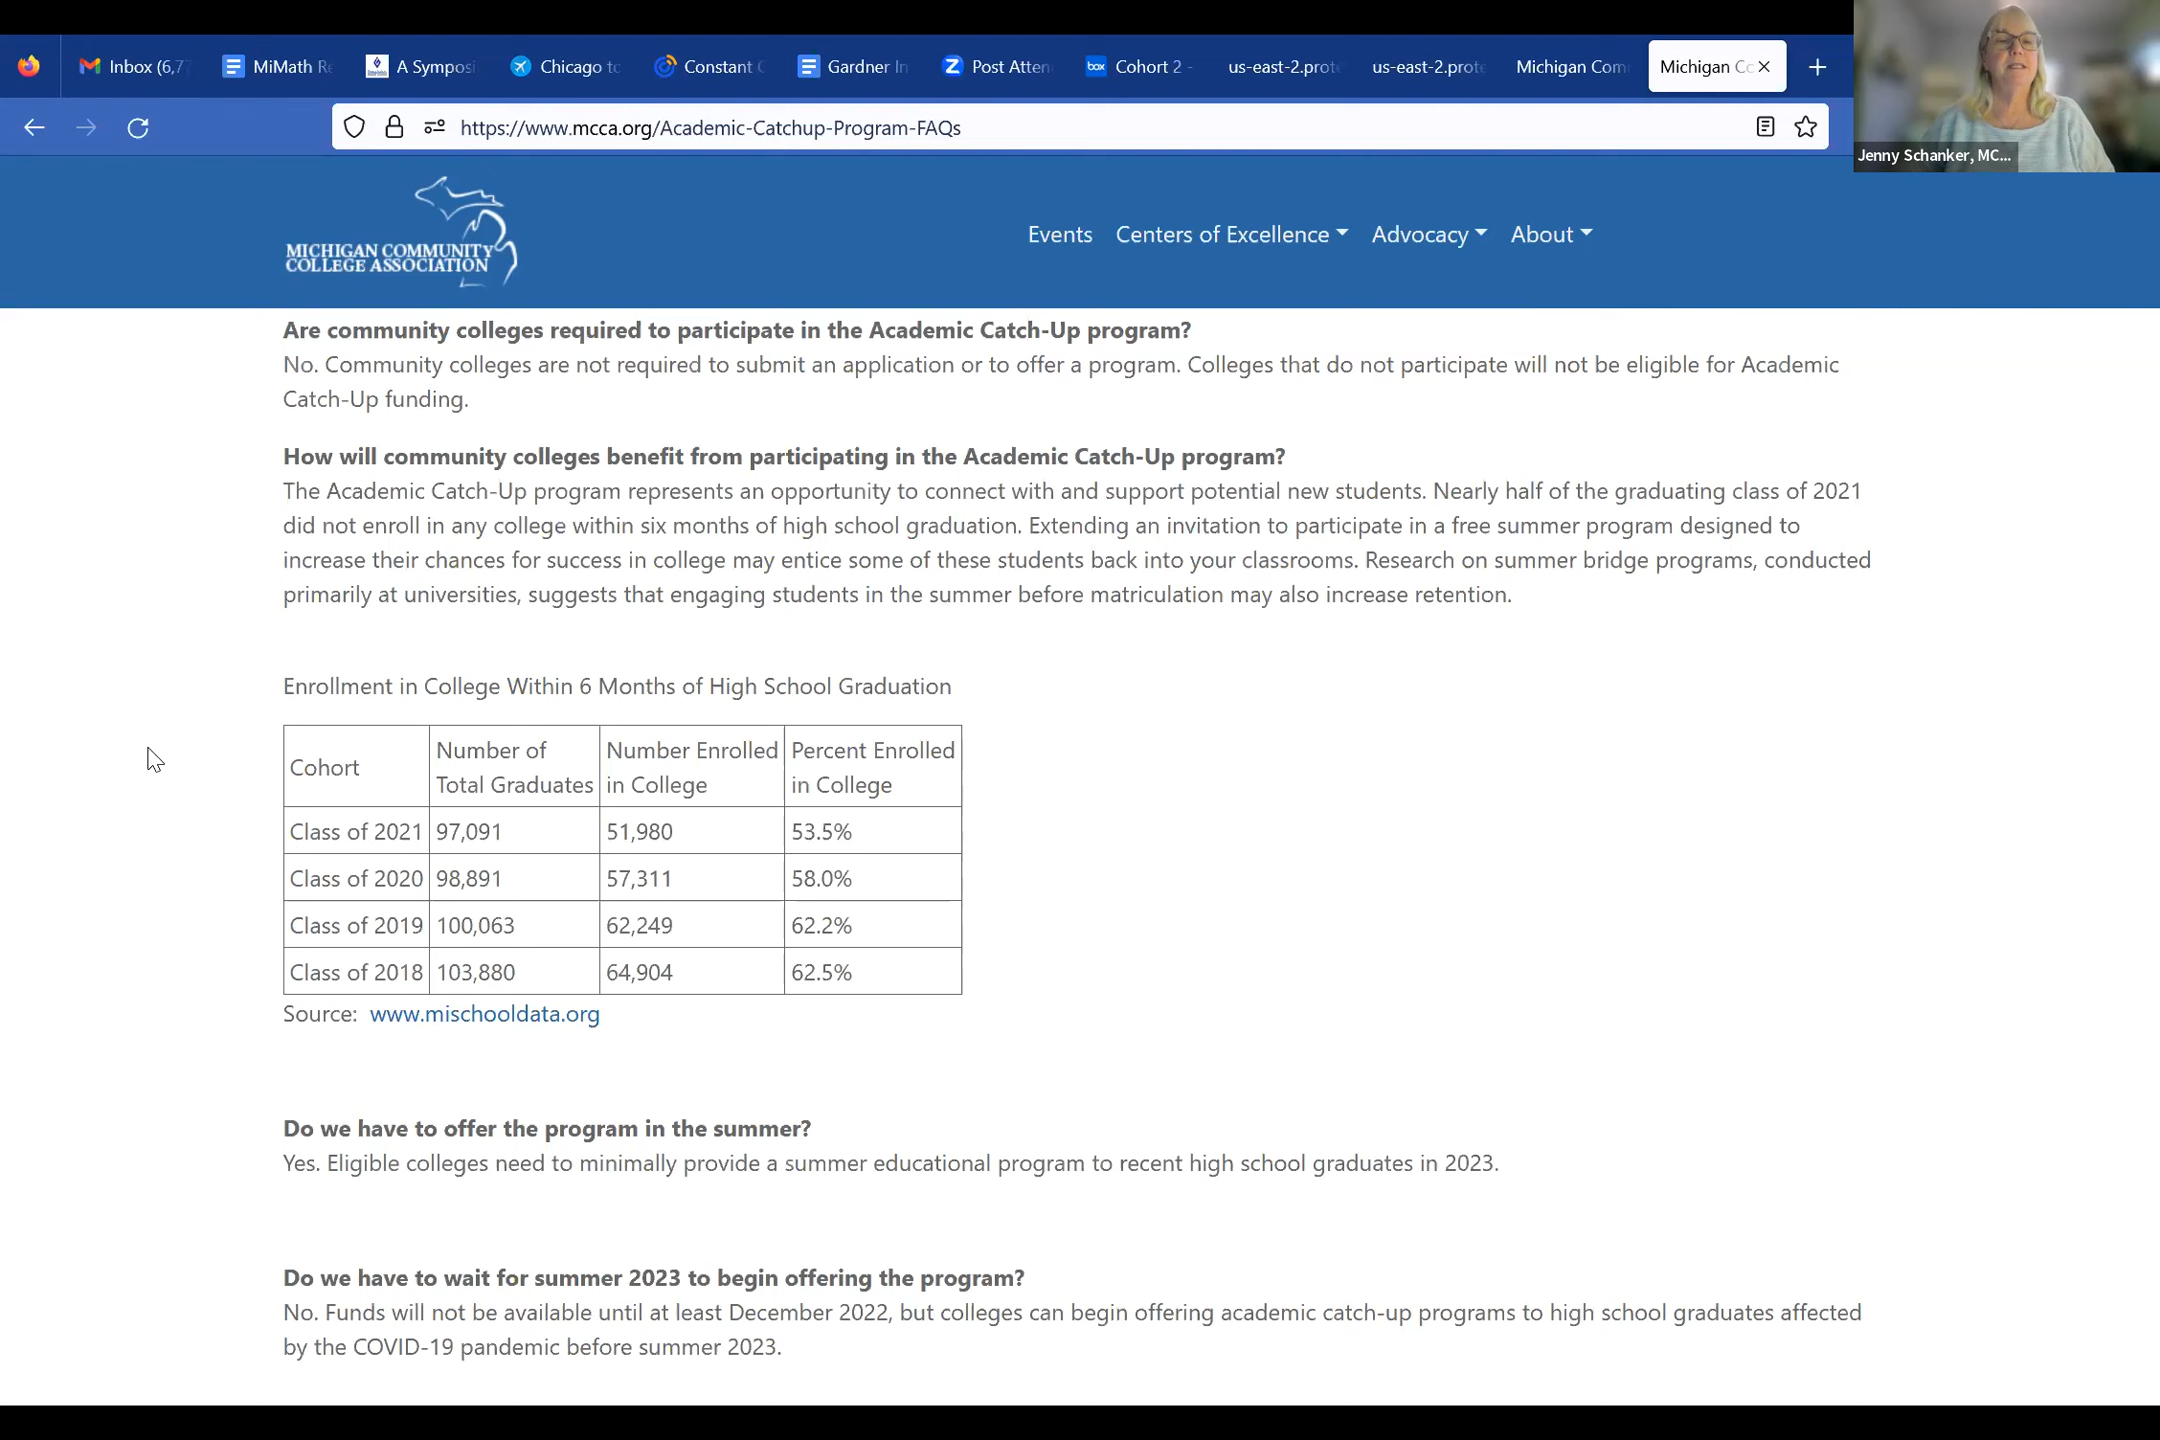 Inbox (6,77
MiMath Re
A Symposi
Chicago to
Constant C
Gardner In
Post Atten
box
Cohort 2 -
us-east-2.prote
us-east-2.prote
Michigan Com
Michigan Co
https://www.mcca.org/Academic-Catchup-Program-FAQs
Jenny Schanker, MC...
MICHIGAN COMMUNITY
COLLEGE ASSOCIATION
Events Centers of Excellence Advocacy About
Are community colleges required to participate in the Academic Catch-Up program?
No. Community colleges are not required to submit an application or to offer a program. Colleges that do not participate will not be eligible for Academic
Catch-Up funding.
How will community colleges benefit from participating in the Academic Catch-Up program?
The Academic Catch-Up program represents an opportunity to connect with and support potential new students. Nearly half of the graduating class of 2021
did not enroll in any college within six months of high school graduation. Extending an invitation to participate in a free summer program designed to
increase their chances for success in college may entice some of these students back into your classrooms. Research on summer bridge programs, conducted
primarily at universities, suggests that engaging students in the summer before matriculation may also increase retention.
Enrollment in College Within 6 Months of High School Graduation
Cohort
Number of
Total Graduates
Number Enrolled
in College
Percent Enrolled
in College
Class of 2021 97,091 51,980 53.5%
Class of 2020 98,891 57,311 58.0%
Class of 2019 100,063 62,249 62.2%
Class of 2018 103,880 64,904 62.5%
Source: www.mischooldata.org
Do we have to offer the program in the summer?
Yes. Eligible colleges need to minimally provide a summer educational program to recent high school graduates in 2023.
Do we have to wait for summer 2023 to begin offering the program?
No. Funds will not be available until at least December 2022, but colleges can begin offering academic catch-up programs to high school graduates affected
by the COVID-19 pandemic before summer 2023.